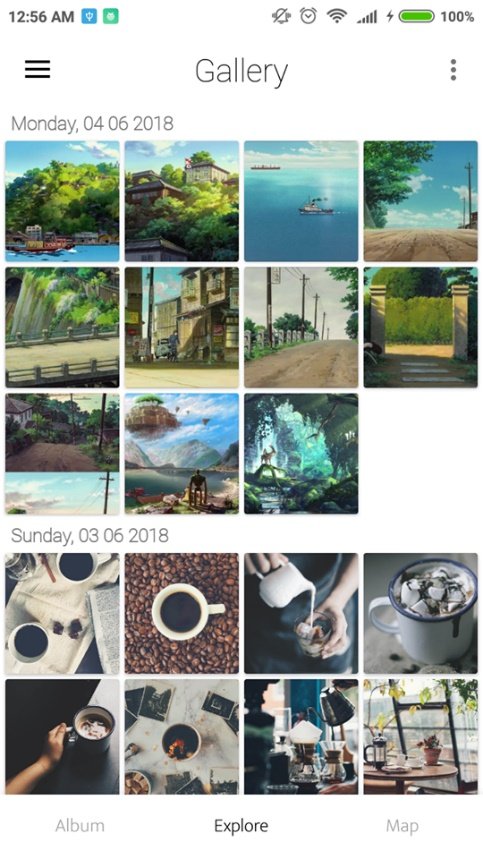 12:56 AM 100%
Gallery
Monday, 04 06 2018
Sunday, 03 06 2018
Album Explore Map